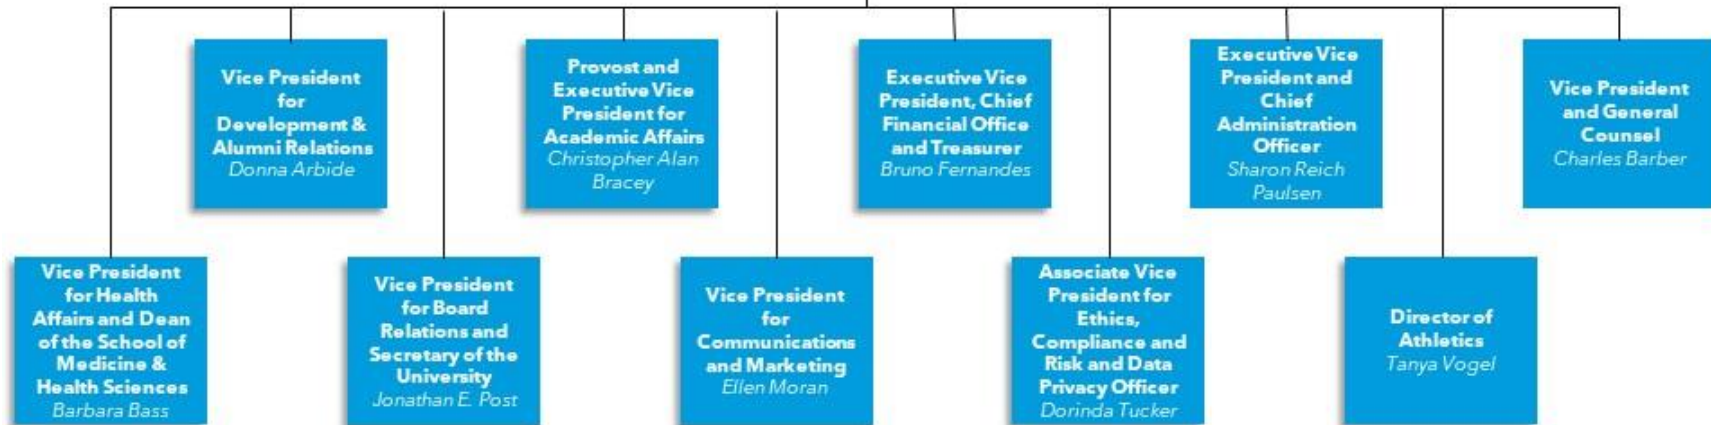 Vice President
for
Development &
Alumni Relations
Donna Arbide
Provost and
Executive Vice
President for
Academic Affairs
Christopher Alan
Bracey
Executive Vice
President, Chief
Financial Office
and Treasurer
Bruno Fernandes
Executive Vice
President and
Chief
Administration
Officer
Sharon Reich
Paulsen
Vice President
and General
Counsel
Charles Barber
Vice President
for Health
Affairs and Dean
of the School of
Medicine &
Health Sciences
Barbara Bass
Vice President
for Board
Relations and
Secretary of the
University
Jonathan E. Post
Vice President
for
Communications
and Marketing
Ellen Moran
Associate Vice
President for
Ethics,
Compliance and
Risk and Data
Privacy Officer
Dorinda Tucker
Director of
Athletics
Tanya Vogel